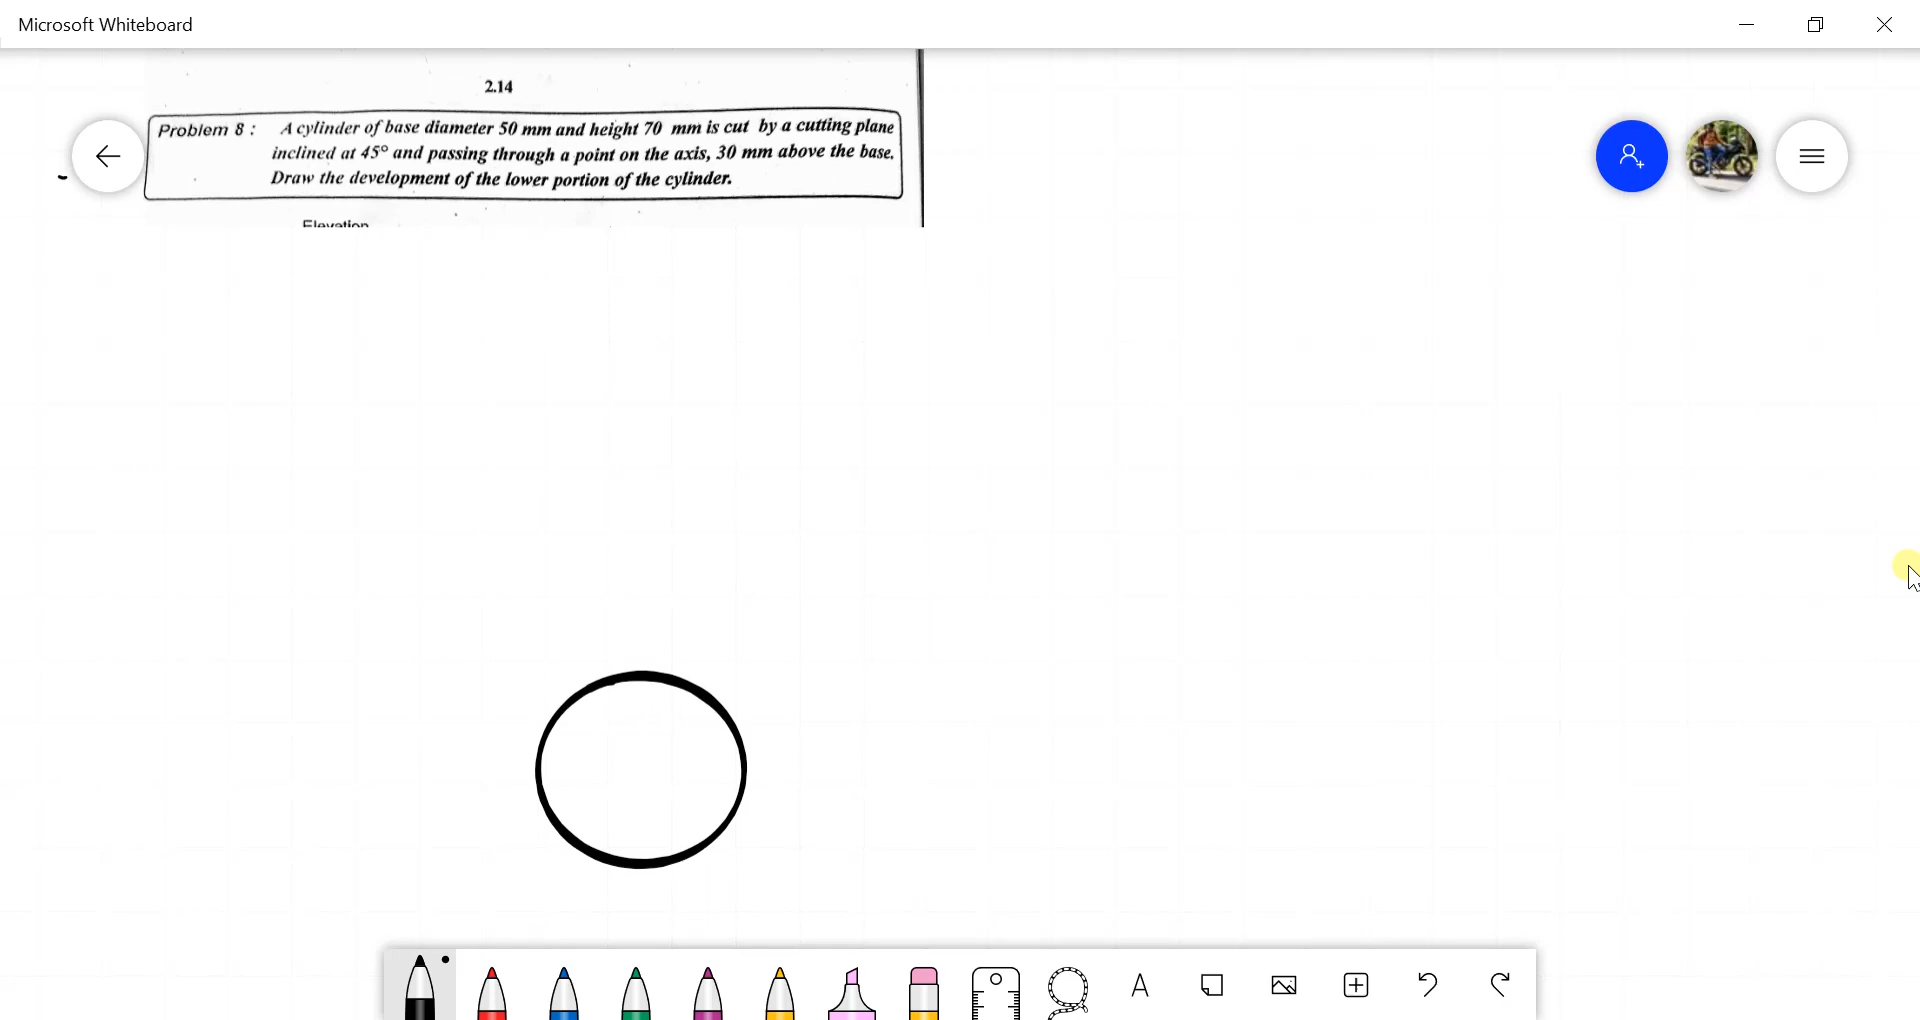 Microsoft Whiteboard
2.14
Problem 8 : A cylinder of base diameter 50 mm and height 70 mm is cut by a cutting plane
inclined at 45° and passing through a point on the axis, 30 mm above the base.
Draw the development of the lower portion of the cylinder.
Elevation